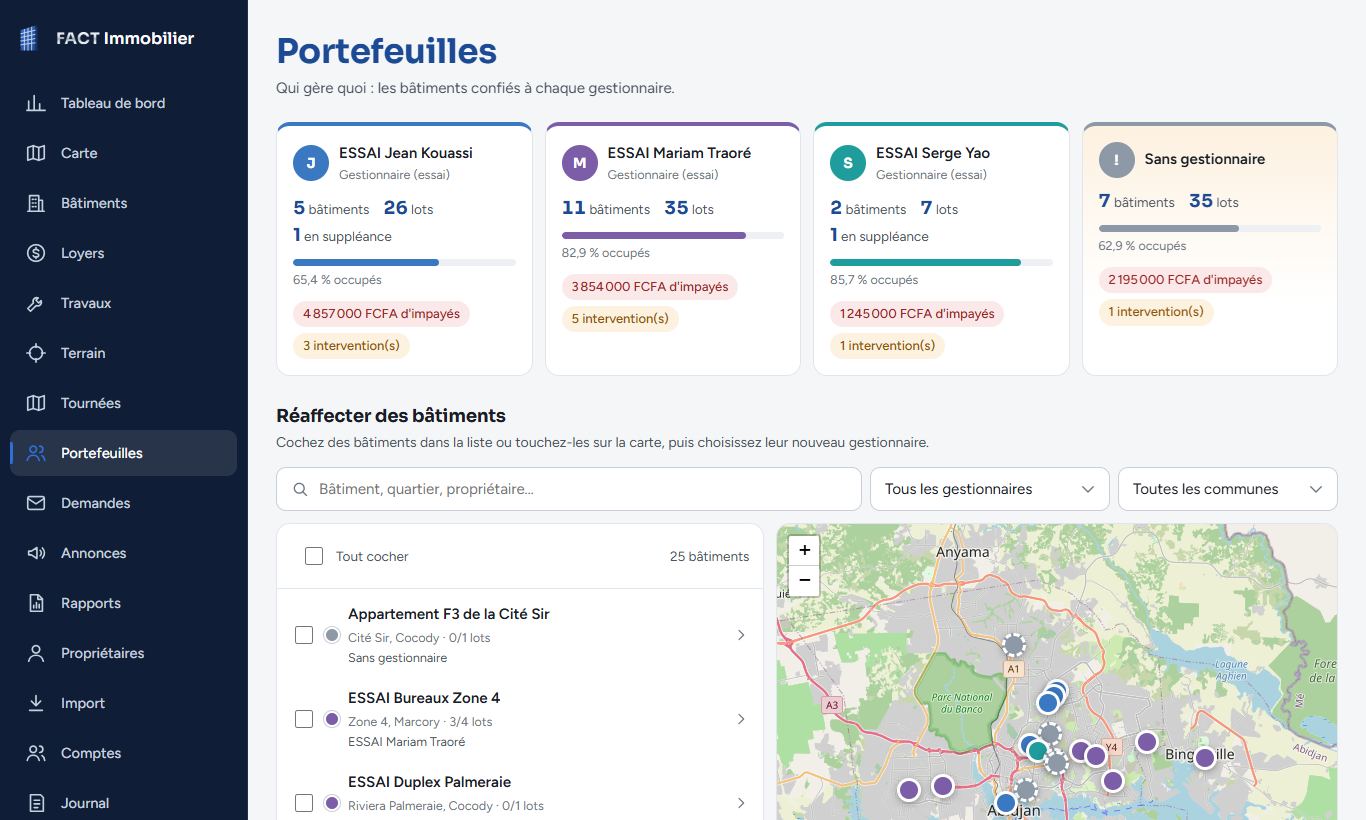 FACT Immobilier
Tableau de bord
Carte
Bâtiments
Loyers
Travaux
Terrain
Tournées
Portefeuilles
Demandes
Annonces
Rapports
Propriétaires
Import
Comptes
Journal
Portefeuilles
Qui gère quoi : les bâtiments confiés à chaque gestionnaire.
J
ESSAI Jean Kouassi
Gestionnaire (essai)
5 bâtiments 26 lots
1 en suppléance
65,4 % occupés
4 857 000 FCFA d'impayés
3 intervention(s)
M
ESSAI Mariam Traoré
Gestionnaire (essai)
11 bâtiments 35 lots
82,9 % occupés
3 854 000 FCFA d'impayés
5 intervention(s)
S
ESSAI Serge Yao
Gestionnaire (essai)
2 bâtiments 7 lots
1 en suppléance
85,7 % occupés
1 245 000 FCFA d'impayés
1 intervention(s)
!
Sans gestionnaire
7 bâtiments 35 lots
62,9 % occupés
2 195 000 FCFA d'impayés
1 intervention(s)
Réaffecter des bâtiments
Cochez des bâtiments dans la liste ou touchez-les sur la carte, puis choisissez leur nouveau gestionnaire.
Bâtiment, quartier, propriétaire...
Tous les gestionnaires
Toutes les communes
Tout cocher
25 bâtiments
Appartement F3 de la Cité Sir
Cité Sir, Cocody · 0/1 lots
Sans gestionnaire
ESSAI Bureaux Zone 4
Zone 4, Marcory · 3/4 lots
ESSAI Mariam Traoré
ESSAI Duplex Palmeraie
Riviera Palmeraie, Cocody · 0/1 lots
+
−
Anyama
A1
Parc National
du Banco
A3
Lagune
Aghien
Mé
de la
Y4
Abidjan